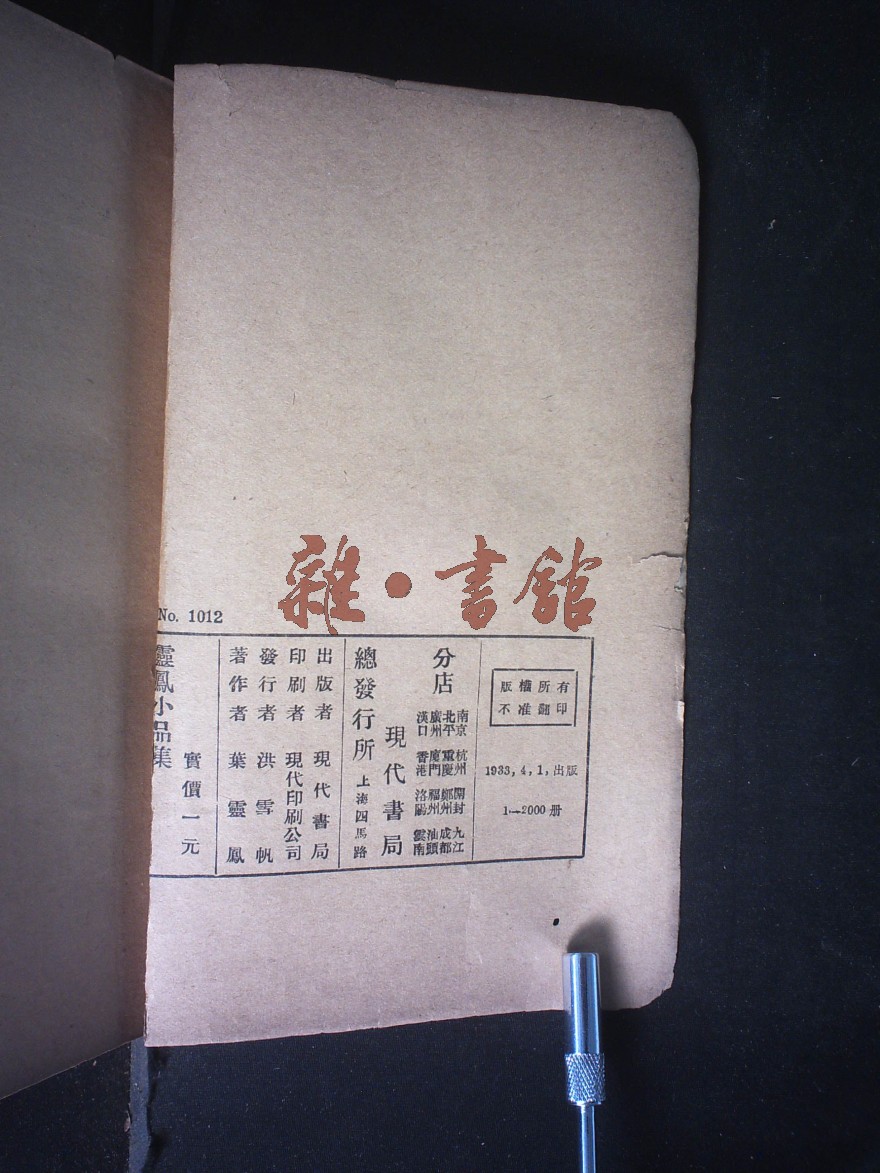 雜·書館
No. 1012
版權所有
不准翻印
1933, 4, 1, 出版
1—2000 册
分店
南京 杭州 開封 九江
北平 重慶 鄭州 成都
廣州 廈門 福州 汕頭
漢口 香港 洛陽 雲南
現代書局
總發行所 上海四馬路
出版者 現代書局
印刷者 現代印刷公司
發行者 洪雪帆
著作者 葉靈鳳
實價一元
靈鳳小品集